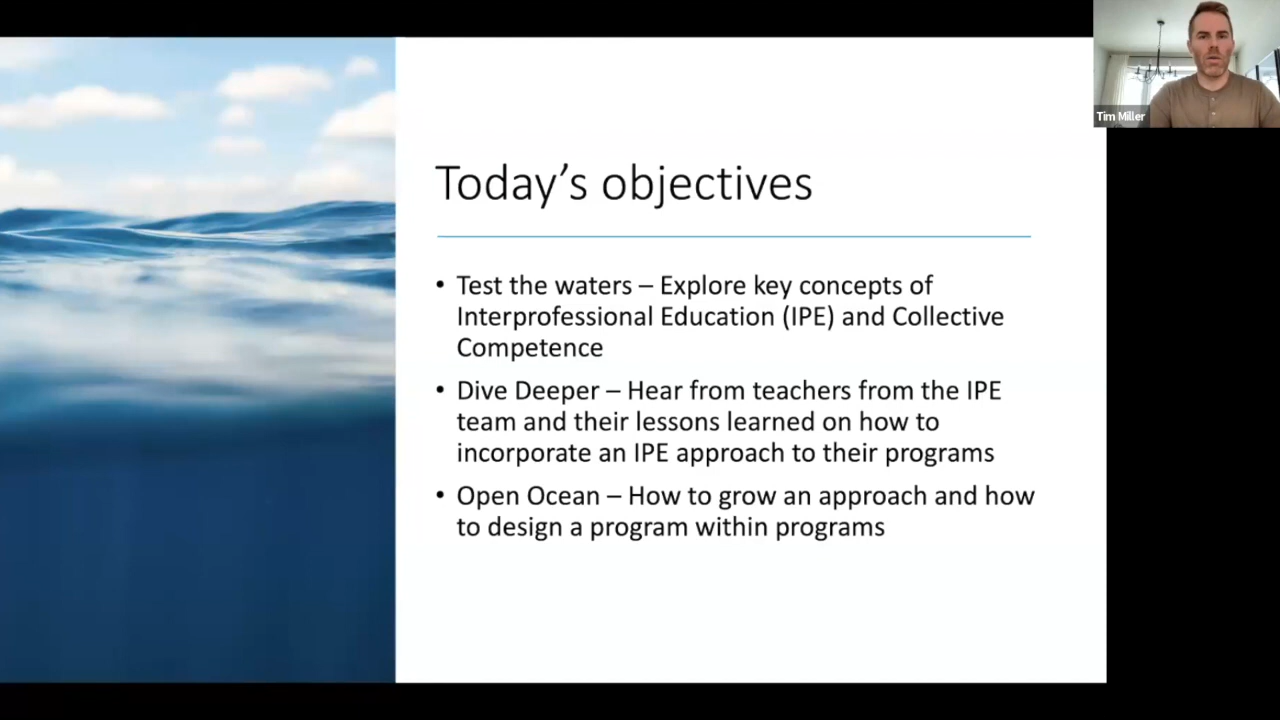 Tim Miller
Today’s objectives
• Test the waters – Explore key concepts of
Interprofessional Education (IPE) and Collective
Competence
• Dive Deeper – Hear from teachers from the IPE
team and their lessons learned on how to
incorporate an IPE approach to their programs
• Open Ocean – How to grow an approach and how
to design a program within programs